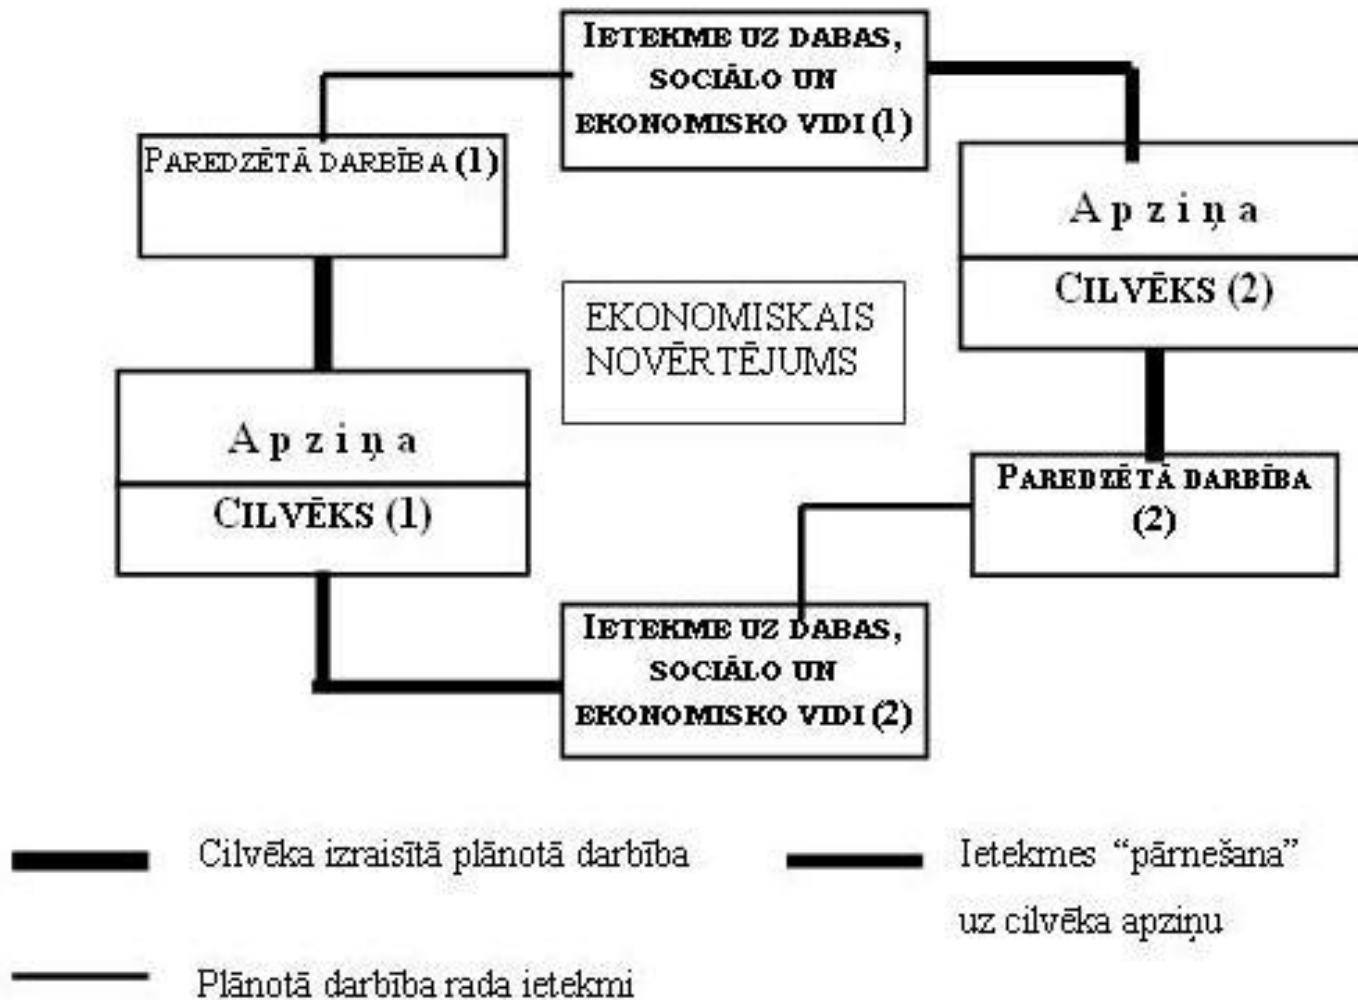 IETEKME UZ DABAS,
SOCIĀLO UN
EKONOMISKO VIDI (1)
PAREDZĒTĀ DARBĪBA (1)
Apziņa
CILVĒKS (2)
EKONOMISKAIS
NOVĒRTĒJUMS
Apziņa
CILVĒKS (1)
PAREDZĒTĀ DARBĪBA
(2)
IETEKME UZ DABAS,
SOCIĀLO UN
EKONOMISKO VIDI (2)
Cilvēka izraisītā plānotā darbība
Ietekmes “pārnešana”
uz cilvēka apziņu
Plānotā darbība rada ietekmi